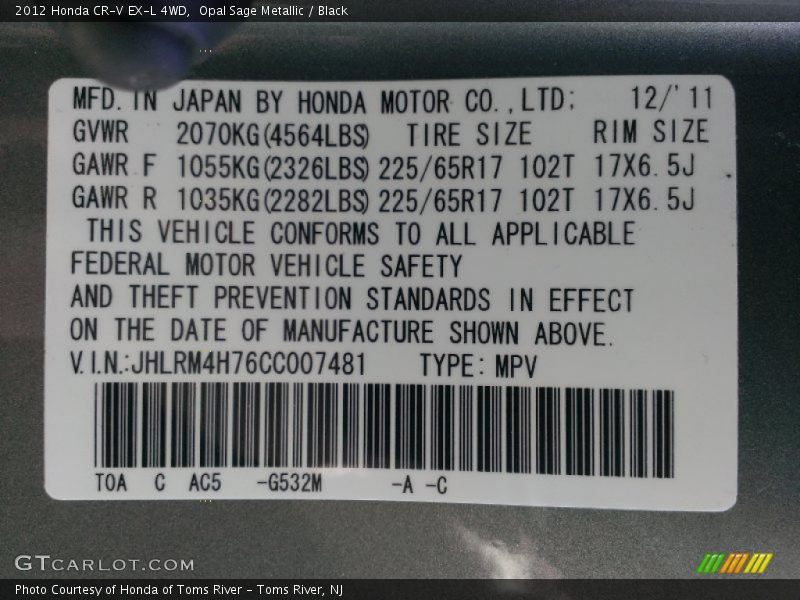 2012 Honda CR-V EX-L 4WD,  Opal Sage Metallic / Black
MFD. IN JAPAN BY HONDA MOTOR CO.,LTD; 12/'11
GVWR 2070KG(4564LBS) TIRE SIZE RIM SIZE
GAWR F 1055KG(2326LBS) 225/65R17 102T 17X6.5J
GAWR R 1035KG(2282LBS) 225/65R17 102T 17X6.5J
THIS VEHICLE CONFORMS TO ALL APPLICABLE
FEDERAL MOTOR VEHICLE SAFETY
AND THEFT PREVENTION STANDARDS IN EFFECT
ON THE DATE OF MANUFACTURE SHOWN ABOVE.
V.I.N.:JHLRM4H76CC007481 TYPE: MPV
TOA C AC5 -G532M -A -C
GTCARLOT.COM
Photo Courtesy of Honda of Toms River – Toms River, NJ